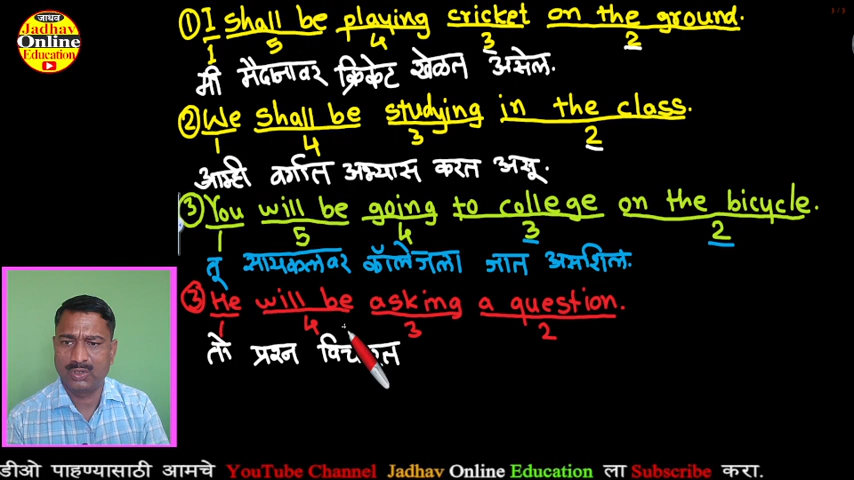 जाधव
Jadhav
Online
Education
3 / 3
① I shall be playing cricket on the ground.
1 5 4 3 2
मी मैदानावर क्रिकेट खेळत असेल.
② We shall be studying in the class.
1 4 3 2
आम्ही वर्गात अभ्यास करत असू.
③ You will be going to college on the bicycle.
1 5 4 3 2
तू सायकलवर कॉलेजला जात असशिल.
③ He will be asking a question.
1 4 3 2
तो प्रश्न
डीओ पाहण्यासाठी आमचे YouTube Channel Jadhav Online Education ला Subscribe करा.